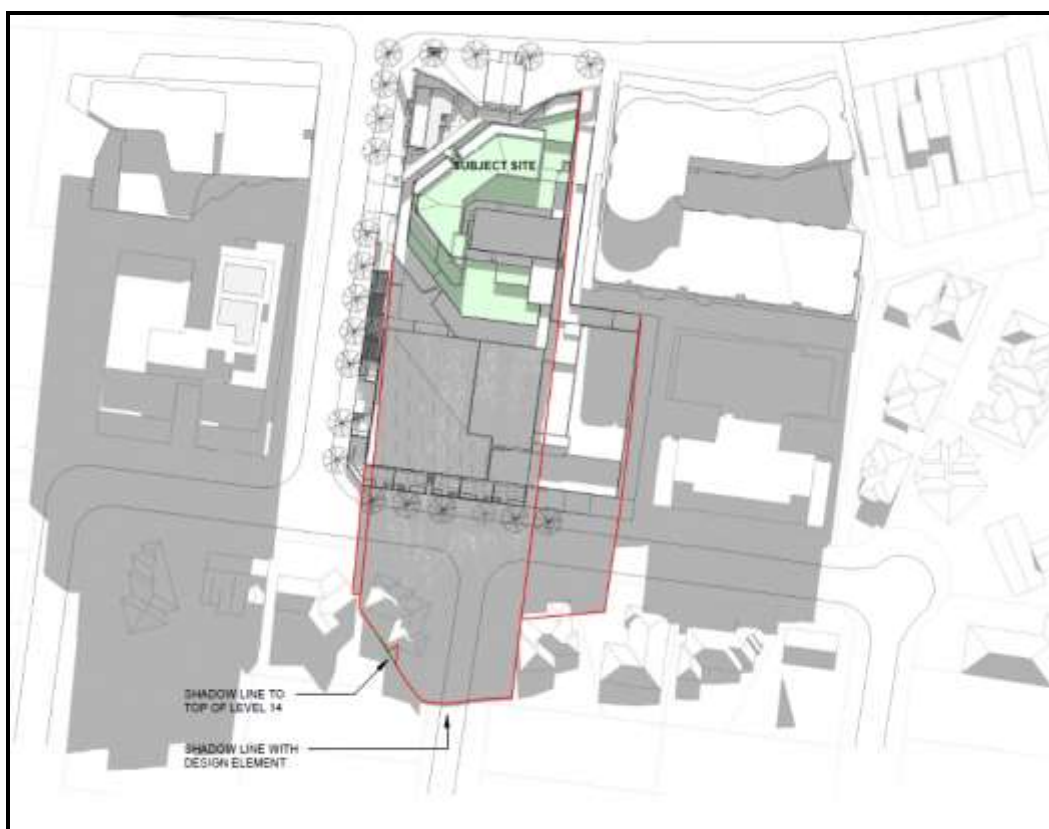 SUBJECT SITE
SHADOW LINE TO
TOP OF LEVEL 14
SHADOW LINE WITH
DESIGN ELEMENT